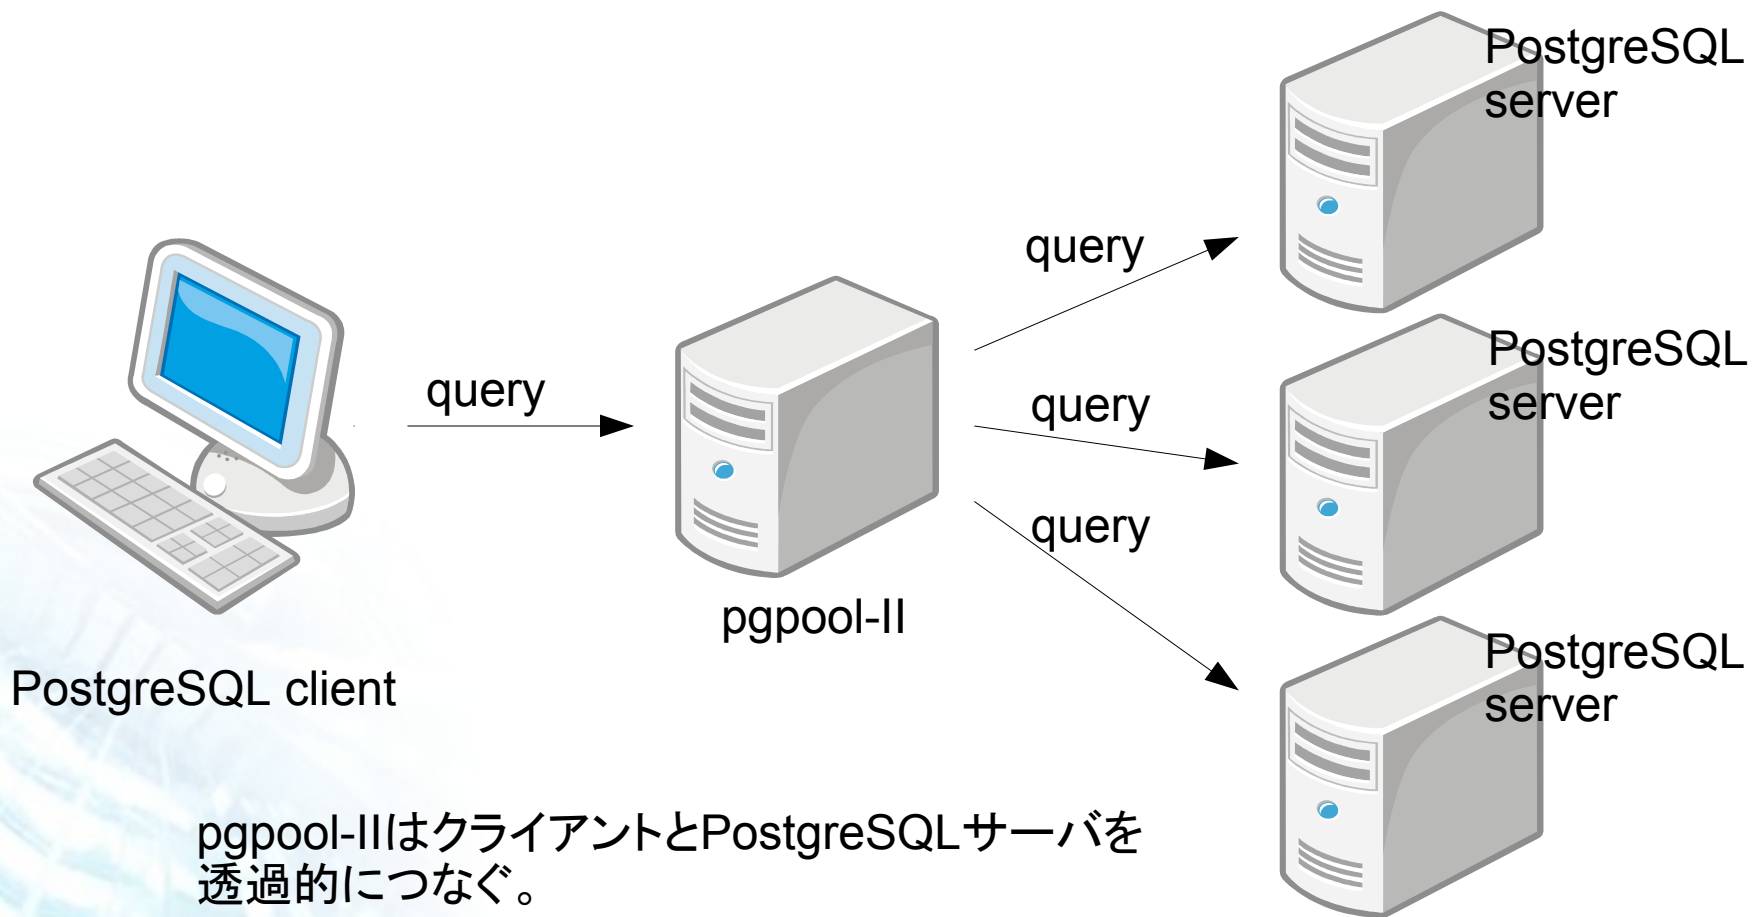 PostgreSQL
server
query
PostgreSQL
server
query
query
query
pgpool-II
PostgreSQL client
PostgreSQL
server
pgpool-IIはクライアントとPostgreSQLサーバを
透過的につなぐ。